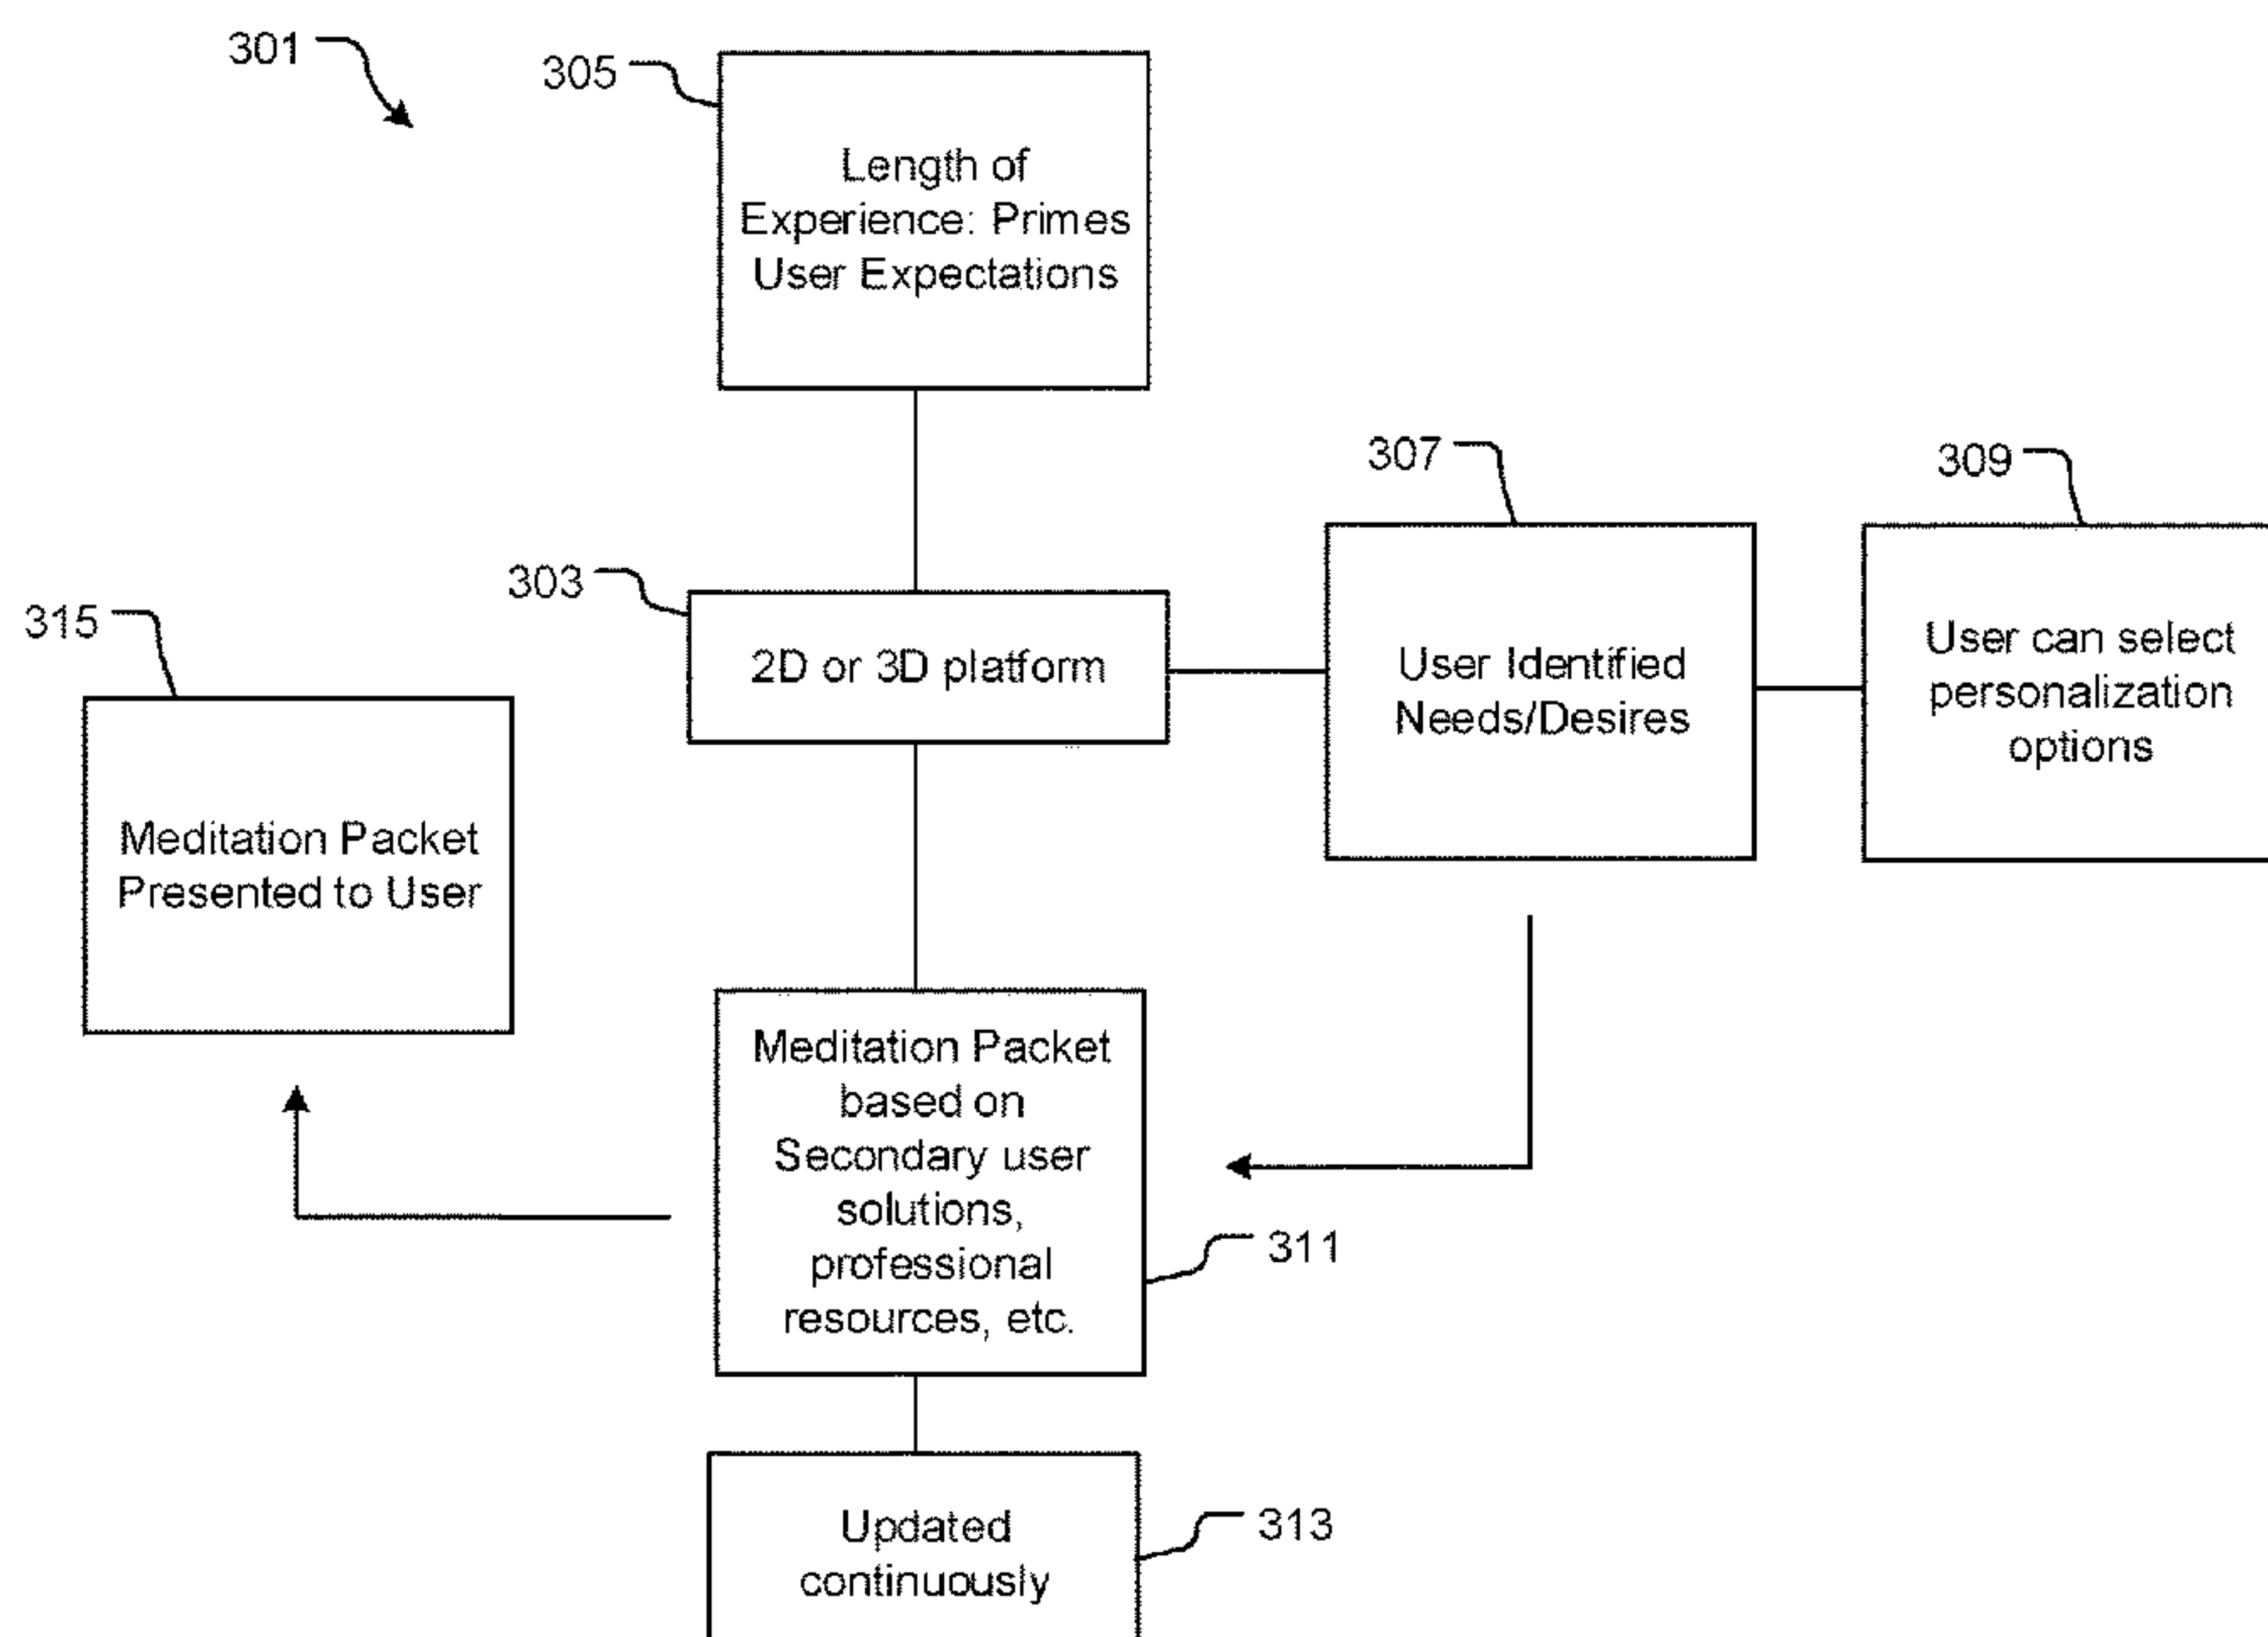 301
305
Length of
Experience: Primes
User Expectations
307
309
303
315
2D or 3D platform
User Identified
Needs/Desires
User can select
personalization
options
Meditation Packet
Presented to User
Meditation Packet
based on
Secondary user
solutions,
professional
resources, etc.
311
Updated
continuously
313